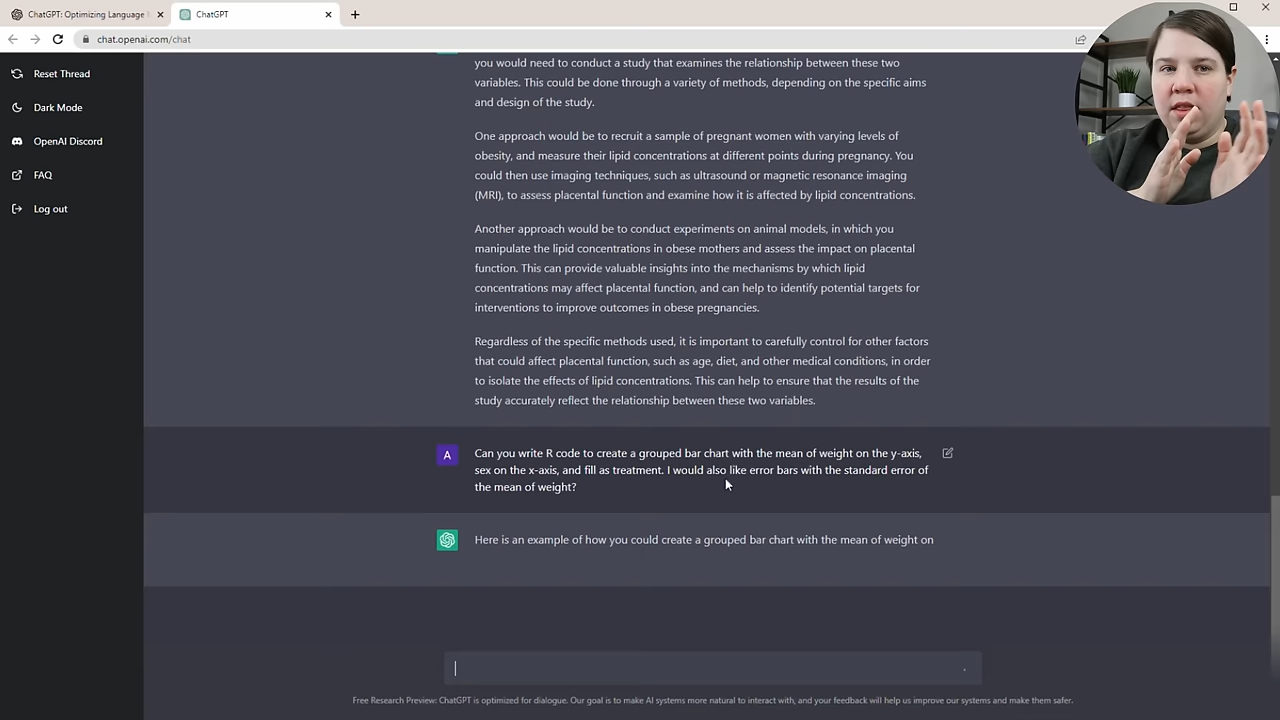 ChatGPT: Optimizing Language
ChatGPT
chat.openai.com/chat
Reset Thread
Dark Mode
OpenAI Discord
FAQ
Log out
you would need to conduct a study that examines the relationship between these two
variables. This could be done through a variety of methods, depending on the specific aims
and design of the study.
One approach would be to recruit a sample of pregnant women with varying levels of
obesity, and measure their lipid concentrations at different points during pregnancy. You
could then use imaging techniques, such as ultrasound or magnetic resonance imaging
(MRI), to assess placental function and examine how it is affected by lipid concentrations.
Another approach would be to conduct experiments on animal models, in which you
manipulate the lipid concentrations in obese mothers and assess the impact on placental
function. This can provide valuable insights into the mechanisms by which lipid
concentrations may affect placental function, and can help to identify potential targets for
interventions to improve outcomes in obese pregnancies.
Regardless of the specific methods used, it is important to carefully control for other factors
that could affect placental function, such as age, diet, and other medical conditions, in order
to isolate the effects of lipid concentrations. This can help to ensure that the results of the
study accurately reflect the relationship between these two variables.
A
Can you write R code to create a grouped bar chart with the mean of weight on the y-axis,
sex on the x-axis, and fill as treatment. I would also like error bars with the standard error of
the mean of weight?
Here is an example of how you could create a grouped bar chart with the mean of weight on
Free Research Preview: ChatGPT is optimized for dialogue. Our goal is to make AI systems more natural to interact with, and your feedback will help us improve our systems and make them safer.